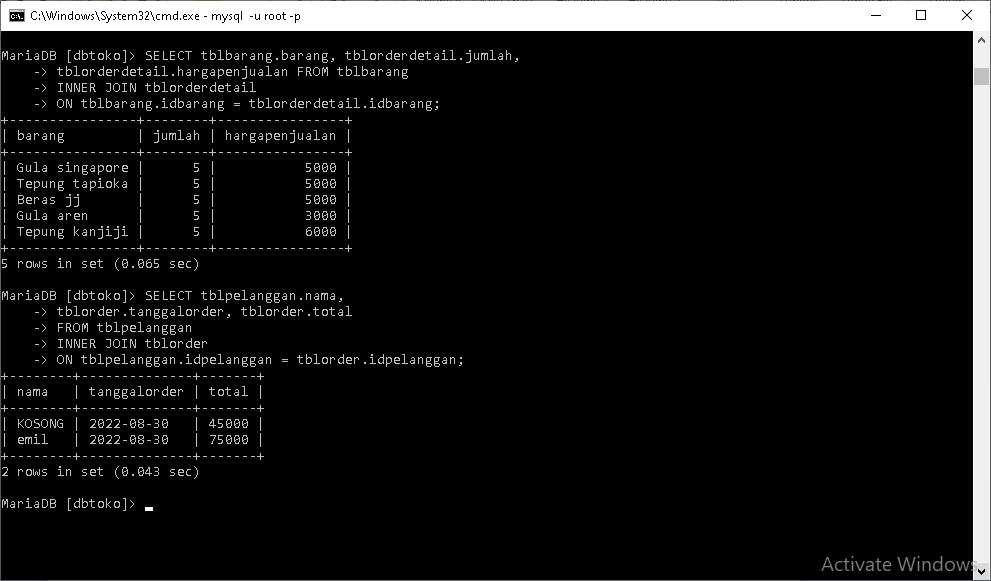 C:\Windows\System32\cmd.exe - mysql  -u root -p
MariaDB [dbtoko]> SELECT tblbarang.barang, tblorderdetail.jumlah,
    -> tblorderdetail.hargapenjualan FROM tblbarang
    -> INNER JOIN tblorderdetail
    -> ON tblbarang.idbarang = tblorderdetail.idbarang;
+----------------+--------+----------------+
| barang         | jumlah | hargapenjualan |
+----------------+--------+----------------+
| Gula singapore |      5 |           5000 |
| Tepung tapioka |      5 |           5000 |
| Beras jj       |      5 |           5000 |
| Gula aren      |      5 |           3000 |
| Tepung kanjiji |      5 |           6000 |
+----------------+--------+----------------+
5 rows in set (0.065 sec)
MariaDB [dbtoko]> SELECT tblpelanggan.nama,
    -> tblorder.tanggalorder, tblorder.total
    -> FROM tblpelanggan
    -> INNER JOIN tblorder
    -> ON tblpelanggan.idpelanggan = tblorder.idpelanggan;
+--------+--------------+-------+
| nama   | tanggalorder | total |
+--------+--------------+-------+
| KOSONG | 2022-08-30   | 45000 |
| emil   | 2022-08-30   | 75000 |
+--------+--------------+-------+
2 rows in set (0.043 sec)
MariaDB [dbtoko]>
Activate Windows